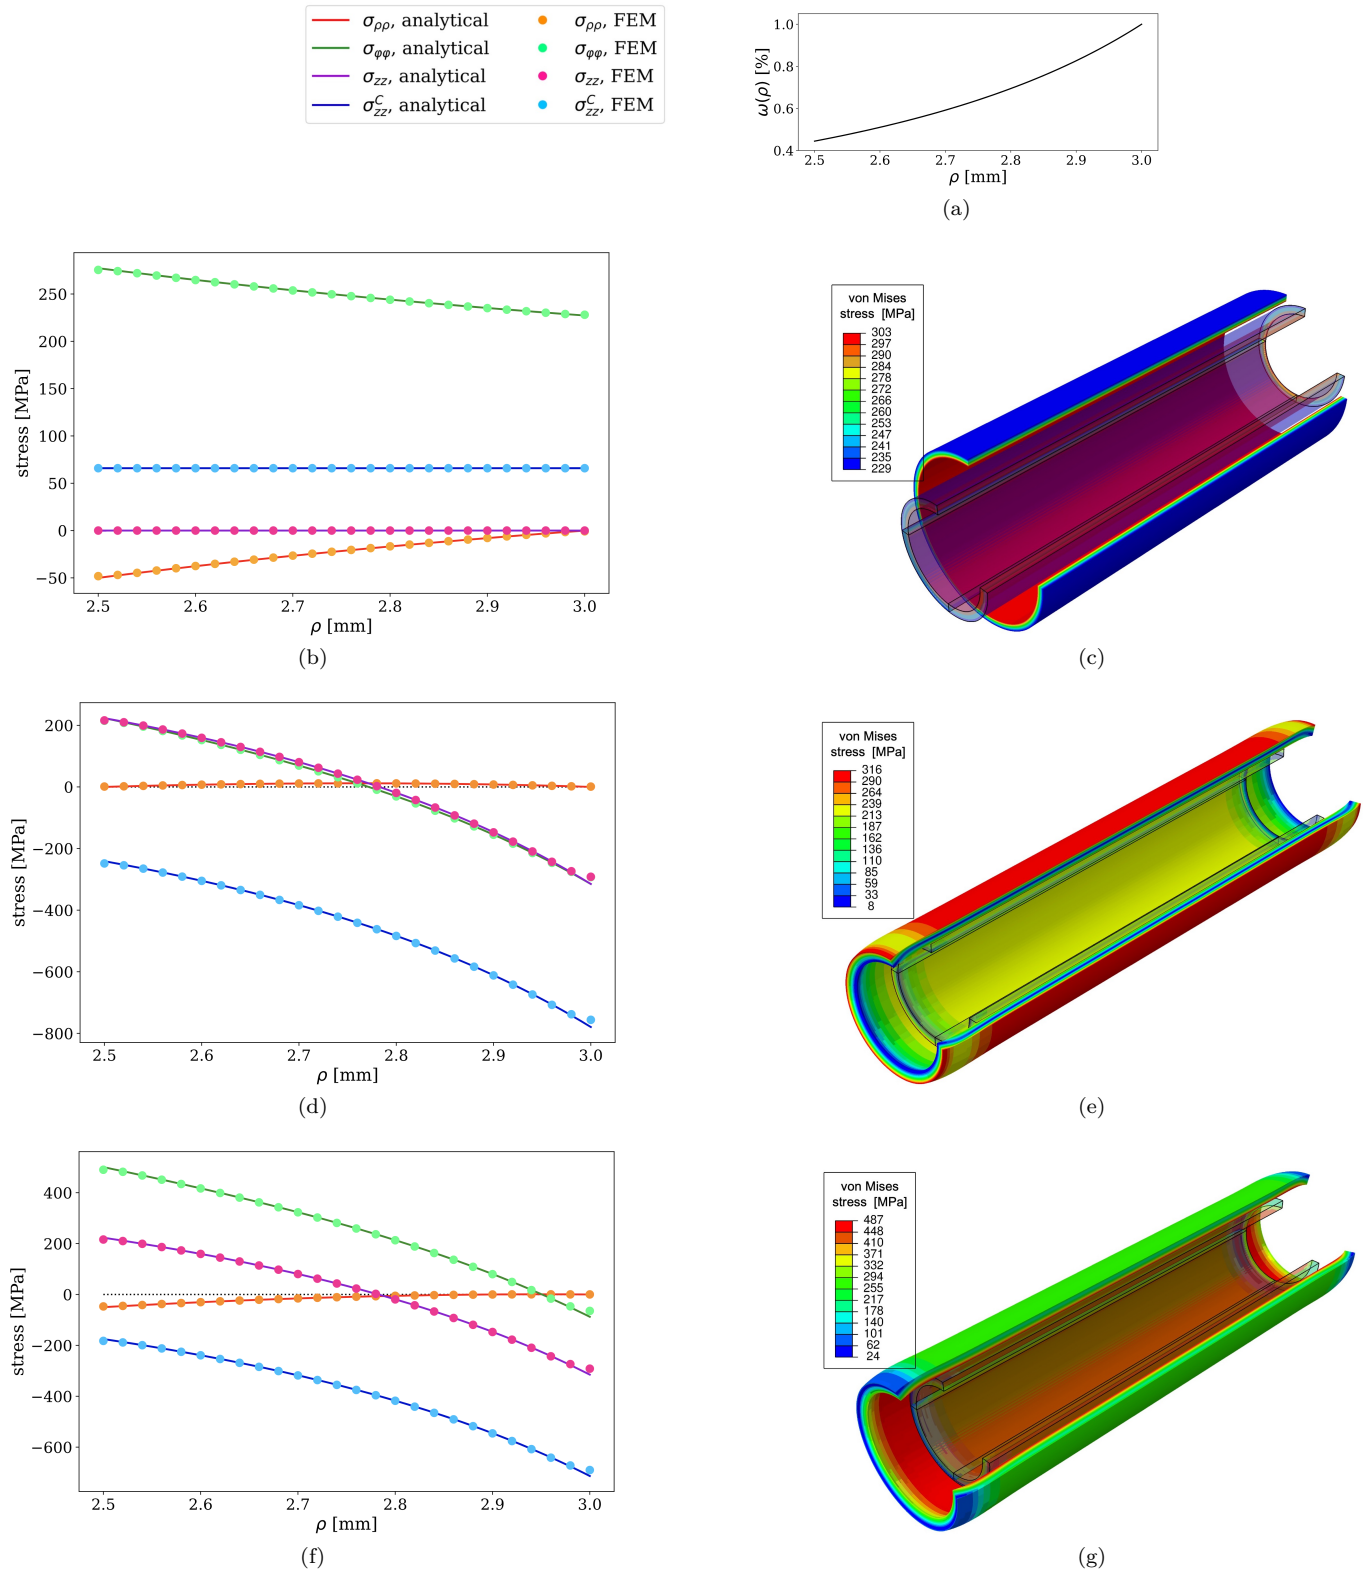 σρρ, analytical σρρ, FEM
σφφ, analytical σφφ, FEM
σzz, analytical σzz, FEM
σᶜzz, analytical σᶜzz, FEM
1.0
0.8
0.6
0.4
ω(ρ) [%]
2.5 2.6 2.7 2.8 2.9 3.0
ρ [mm]
(a)
250
200
150
100
50
0
−50
stress [MPa]
2.5 2.6 2.7 2.8 2.9 3.0
ρ [mm]
(b)
von Mises
stress [MPa]
303
297
290
284
278
272
266
260
253
247
241
235
229
(c)
200
0
−200
−400
−600
−800
stress [MPa]
2.5 2.6 2.7 2.8 2.9 3.0
ρ [mm]
(d)
von Mises
stress [MPa]
316
290
264
239
213
187
162
136
110
85
59
33
8
(e)
400
200
0
−200
−400
−600
stress [MPa]
2.5 2.6 2.7 2.8 2.9 3.0
ρ [mm]
(f)
von Mises
stress [MPa]
487
448
410
371
332
294
255
217
178
140
101
62
24
(g)